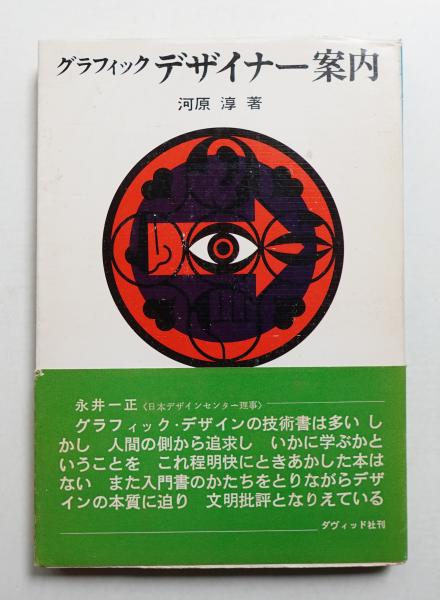 グラフィックデザイナー案内
河原 淳 著
永井一正〈日本デザインセンター理事〉
グラフィック・デザインの技術書は多い し
かし 人間の側から追求し いかに学ぶかと
いうことを これ程明快にときあかした本は
ない また入門書のかたちをとりながらデザ
インの本質に迫り 文明批評となりえている
ダヴィッド社刊